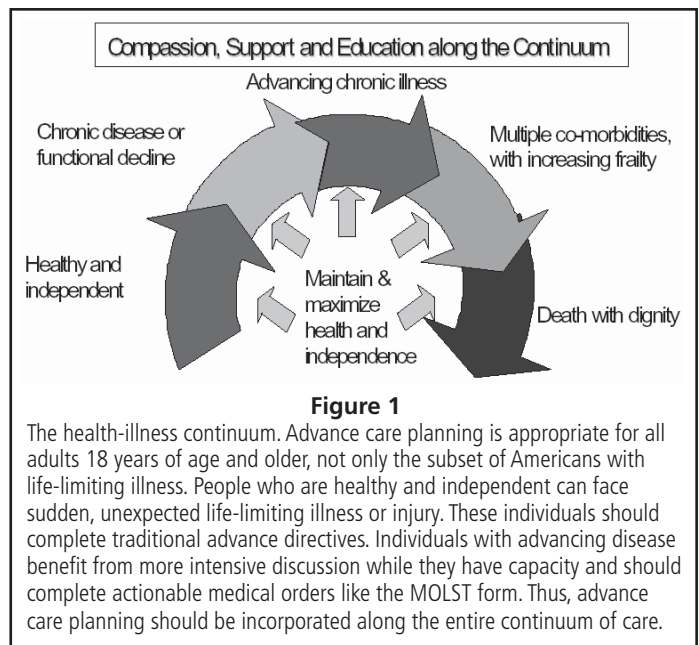 Compassion, Support and Education along the Continuum
Advancing chronic illness
Chronic disease or
functional decline
Multiple co-morbidities,
with increasing frailty
Healthy and
independent
Maintain &
maximize
health and
independence
Death with dignity
Figure 1
The health-illness continuum. Advance care planning is appropriate for all
adults 18 years of age and older, not only the subset of Americans with
life-limiting illness. People who are healthy and independent can face
sudden, unexpected life-limiting illness or injury. These individuals should
complete traditional advance directives. Individuals with advancing disease
benefit from more intensive discussion while they have capacity and should
complete actionable medical orders like the MOLST form. Thus, advance
care planning should be incorporated along the entire continuum of care.